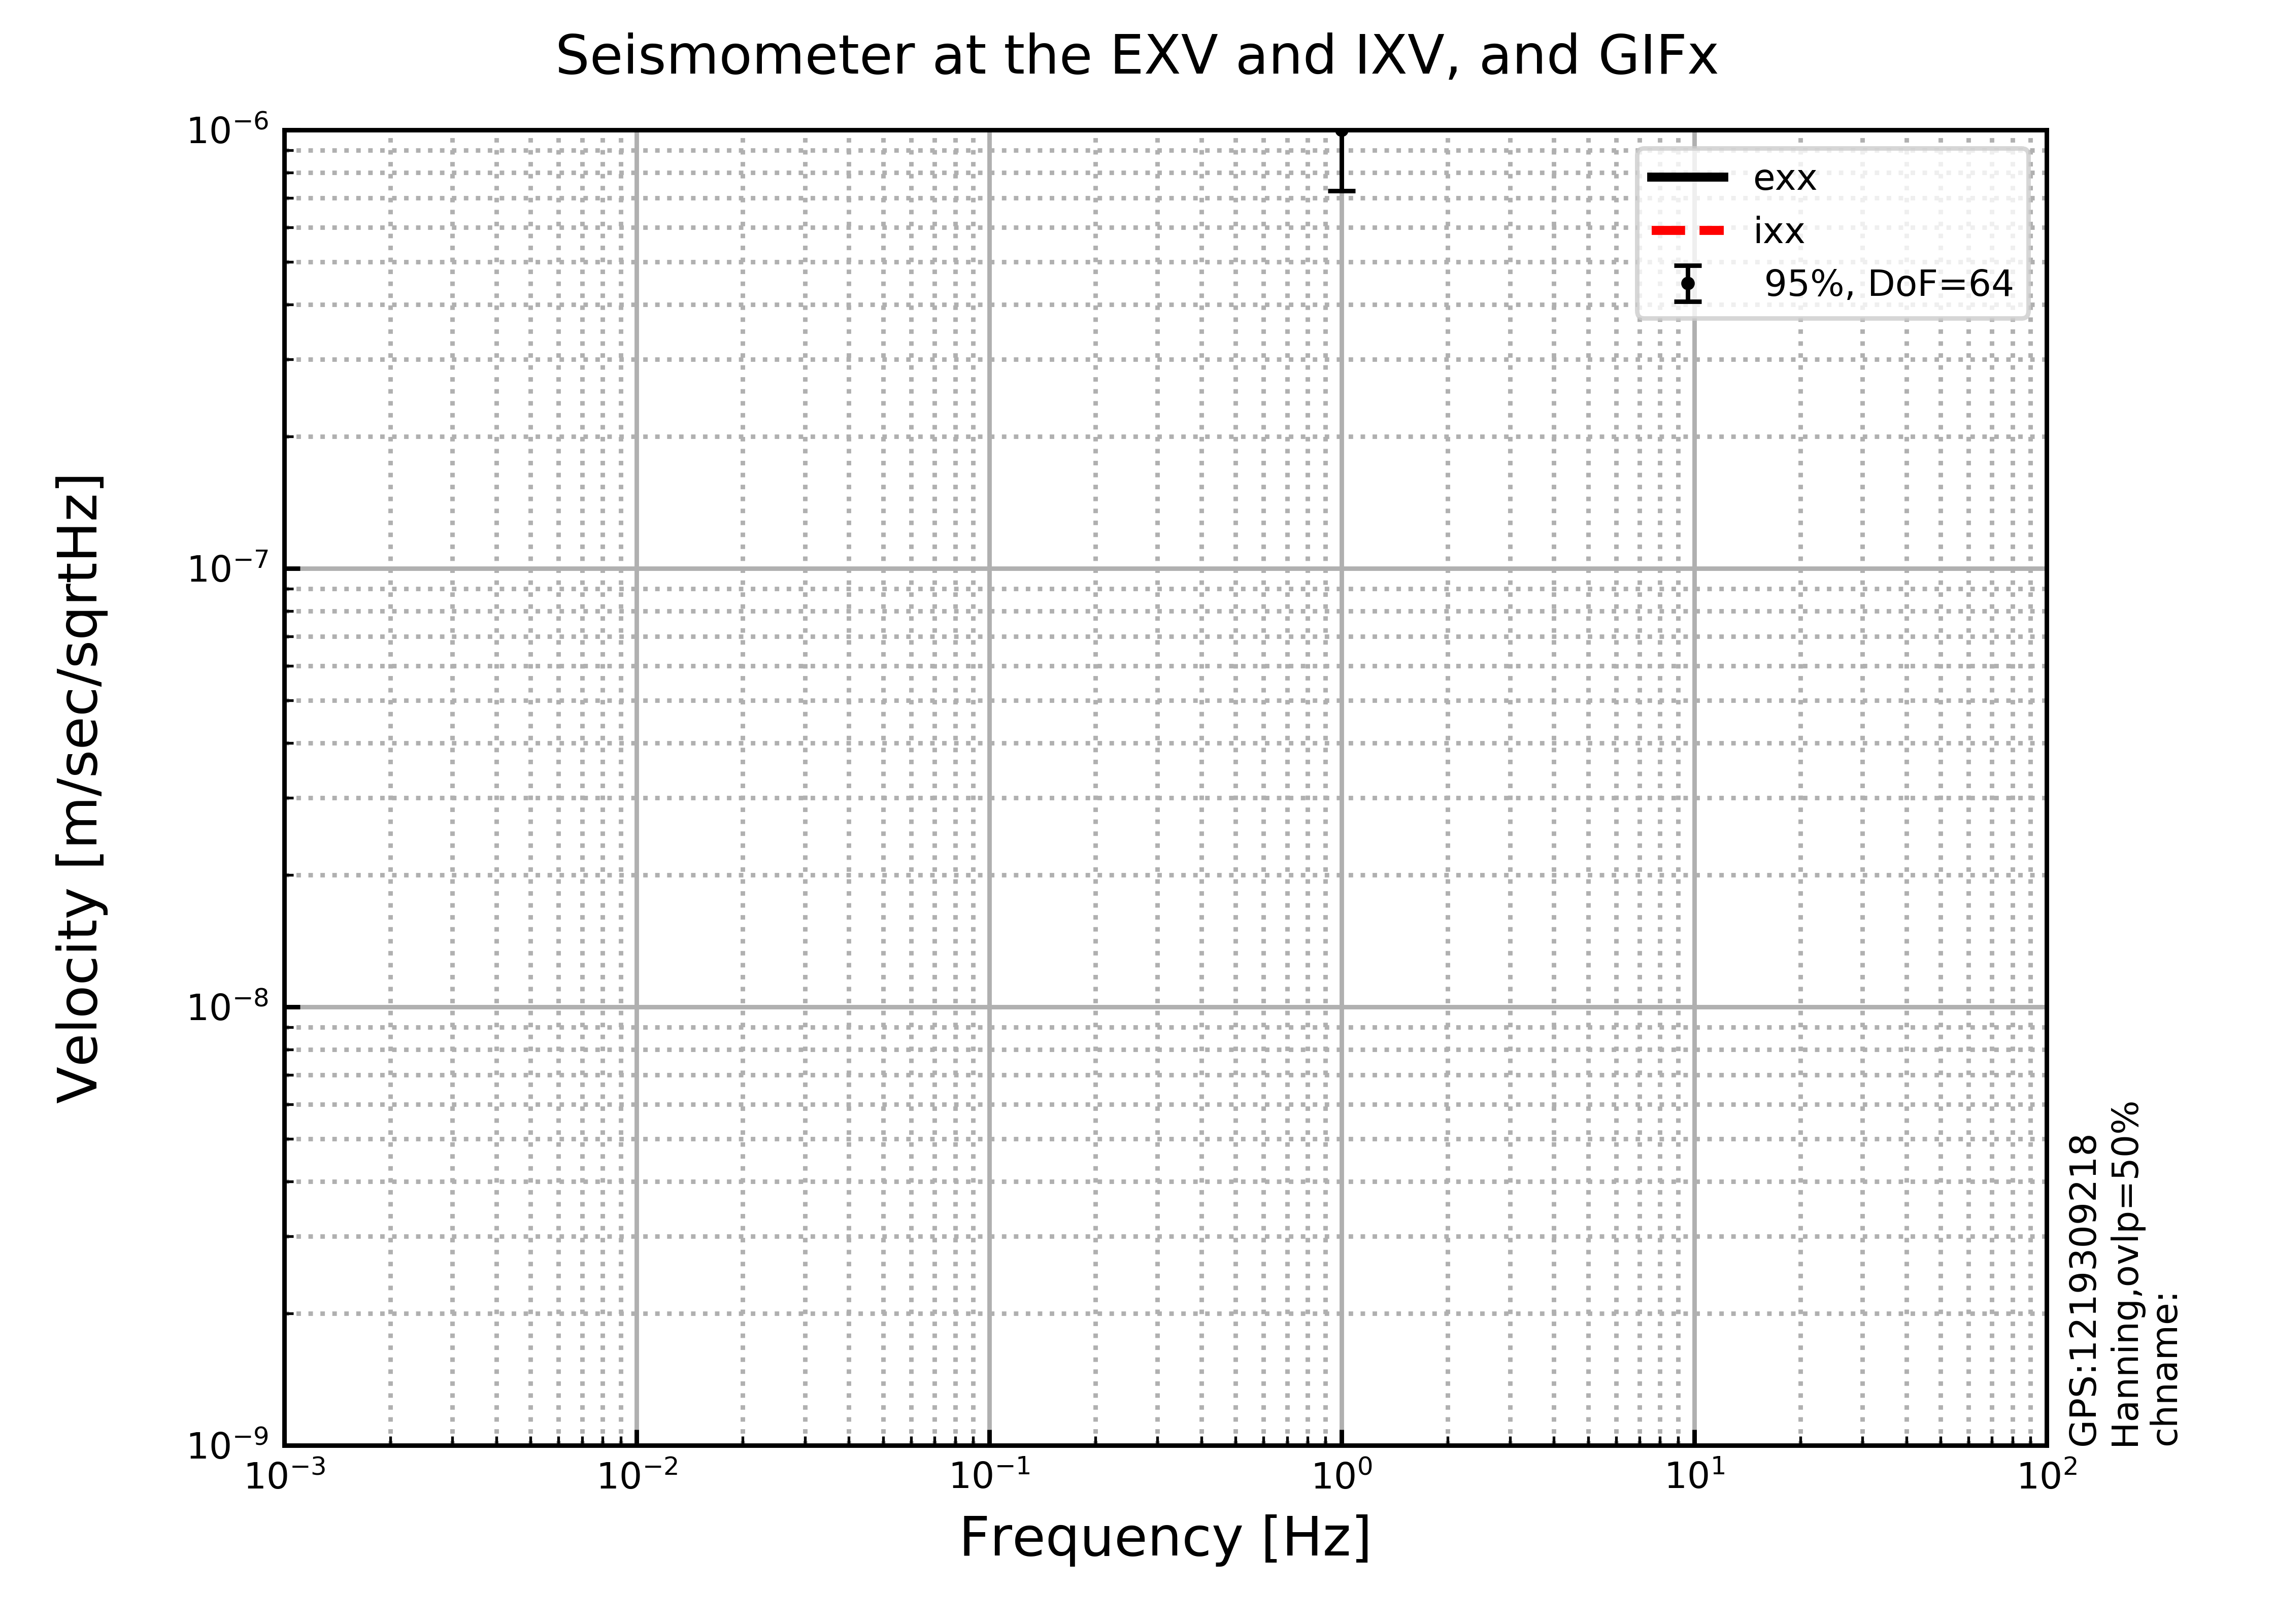 Seismometer at the EXV and IXV, and GIFx
Velocity [m/sec/sqrtHz]
10⁻⁶
10⁻⁷
10⁻⁸
10⁻⁹
exx
ixx
95%, DoF=64
10⁻³ 10⁻² 10⁻¹ 10⁰ 10¹ 10²
Frequency [Hz]
GPS:1219309218
Hanning,ovlp=50%
chname: